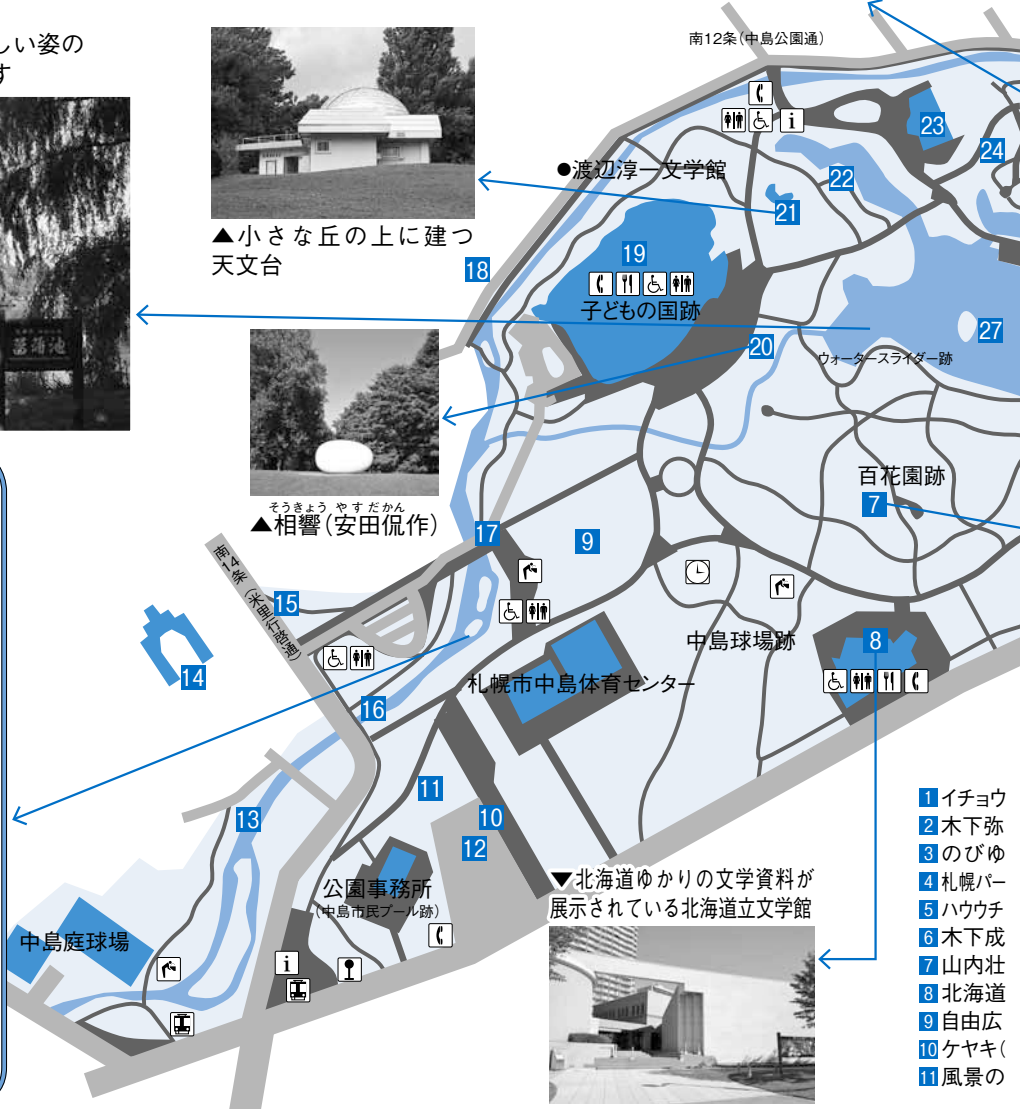 しい姿の
す
菖蒲池
▲小さな丘の上に建つ
天文台
南12条（中島公園通）
●渡辺淳一文学館
23
24
22
21
19
子どもの国跡
18
20
27
ウォータースライダー跡
そうきょう やすだかん
▲相響（安田侃作）
百花園跡
7
17
9
南14条（米里行啓通）
15
14
中島球場跡
8
札幌市中島体育センター
16
11
10
12
13
公園事務所
（中島市民プール跡）
中島庭球場
▼北海道ゆかりの文学資料が
展示されている北海道立文学館
1 イチョウ
2 木下弥
3 のびゆ
4 札幌パー
5 ハウウチ
6 木下成
7 山内壮
8 北海道
9 自由広
10 ケヤキ（
11 風景の